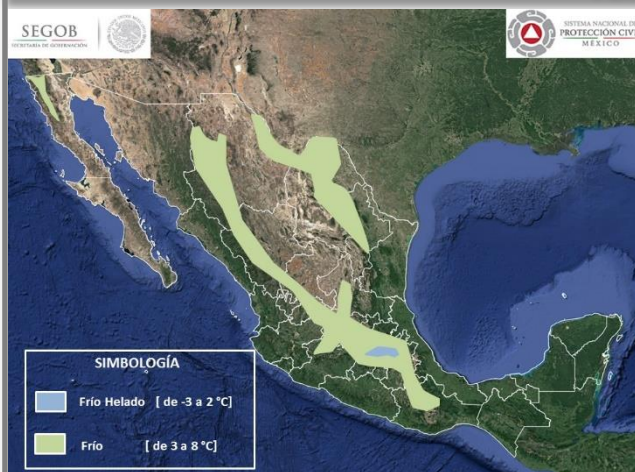 SEGOB
SECRETARÍA DE GOBERNACIÓN
SISTEMA NACIONAL DE
PROTECCIÓN CIVIL
MÉXICO
SIMBOLOGÍA
Frío Helado [ de -3 a 2 °C]
Frío [ de 3 a 8 °C]